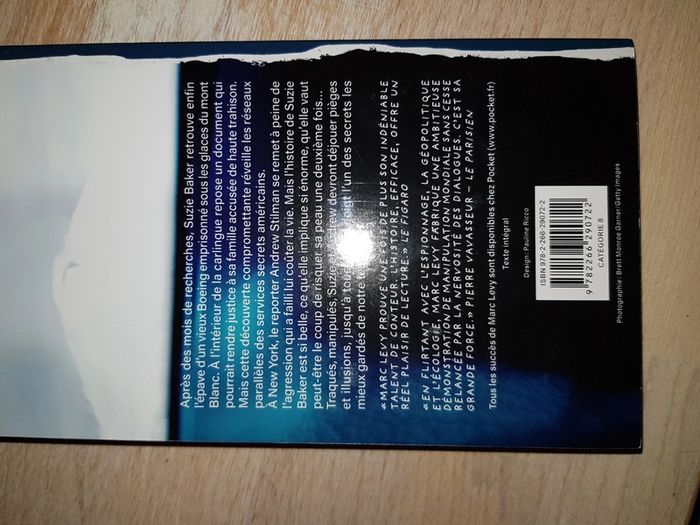 Après des mois de recherches, Suzie Baker retrouve enfin
l'épave d'un vieux Boeing emprisonné sous les glaces du mont
Blanc. À l'intérieur de la carlingue repose un document qui
pourrait rendre justice à sa famille accusée de haute trahison.
Mais cette découverte compromettante réveille les réseaux
parallèles des services secrets américains.
À New York, le reporter Andrew Stilman se remet à peine de
l'agression qui a failli lui coûter la vie. Mais l'histoire de Suzie
Baker est si belle, ce qu'elle implique si énorme, qu'elle vaut
peut-être le coup de risquer sa peau une deuxième fois...
Traqués, manipulés, Suzie et Andrew devront déjouer pièges
et illusions, jusqu'à l'un des secrets les
mieux gardés de notre
«MARC LEVY PROUVE UNE FOIS DE PLUS SON INDÉNIABLE
TALENT DE CONTEUR. L'HISTOIRE, EFFICACE, OFFRE UN
RÉEL PLAISIR DE LECTURE.» LE FIGARO
«EN FLIRTANT AVEC L'ESPIONNAGE, LA GÉOPOLITIQUE
ET L'ÉCOLOGIE, MARC LEVY FABRIQUE UNE AMBITIEUSE
DÉMONSTRATION DE MANIPULATION MONDIALE SANS CESSE
RELANCÉE PAR LA NERVOSITÉ DES DIALOGUES. C'EST SA
GRANDE FORCE.» PIERRE VAVASSEUR – LE PARISIEN
Tous les succès de Marc Levy sont disponibles chez Pocket (www.pocket.fr)
Texte intégral
Design : Pauline Ricco
ISBN 978-2-266-29072-2
9 782266 290722
CATÉGORIE 8
Photographie : Brett Monroe Garner/Getty Images